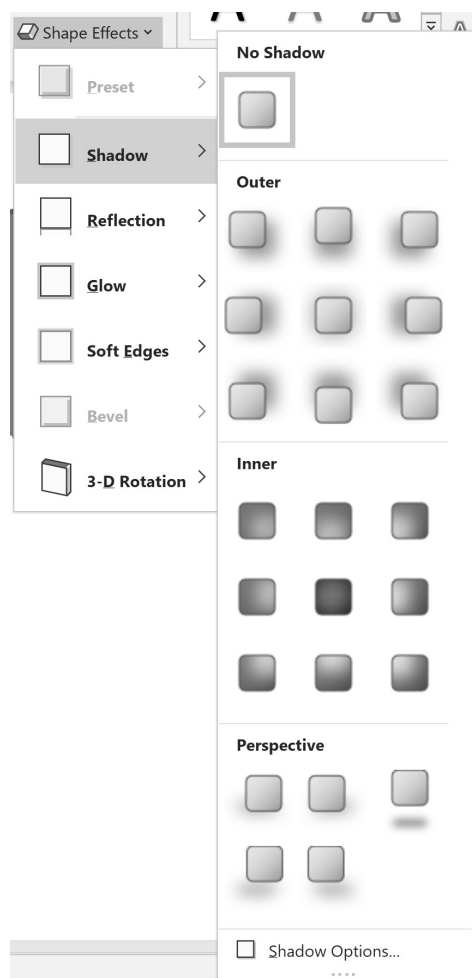 Shape Effects
Preset
Shadow
Reflection
Glow
Soft Edges
Bevel
3-D Rotation
No Shadow
Outer
Inner
Perspective
Shadow Options...